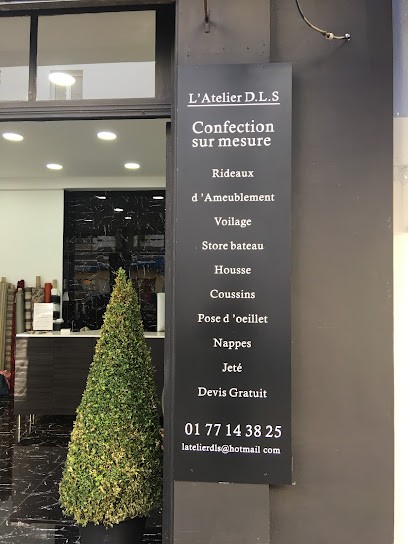 L'Atelier D.L.S
Confection
sur mesure
Rideaux
d 'Ameublement
Voilage
Store bateau
Housse
Coussins
Pose d 'oeillet
Nappes
Jeté
Devis Gratuit
01 77 14 38 25
latelierdls@hotmail com